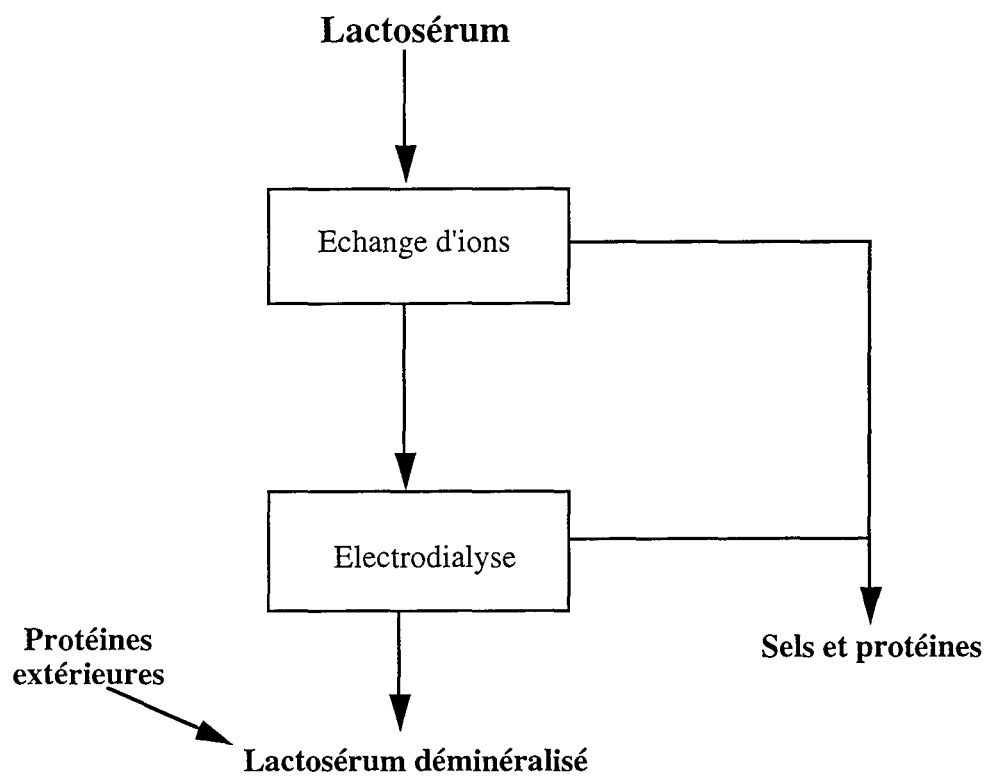 Lactosérum
Echange d'ions
Electrodialyse
Protéines
extérieures
Sels et protéines
Lactosérum déminéralisé